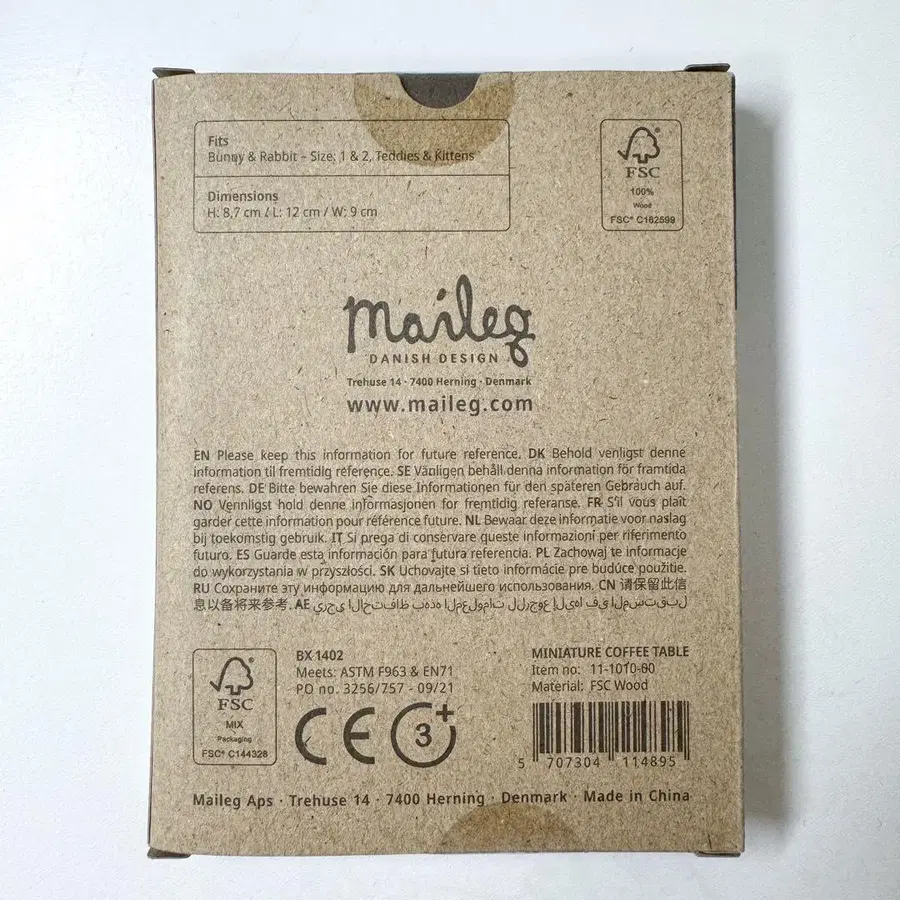 Fits
Bunny & Rabbit – Size: 1 & 2, Teddies & Kittens
Dimensions
H: 8,7 cm / L: 12 cm / W: 9 cm
FSC
100%
Wood
FSC® C162599
maileg
DANISH DESIGN
Trehuse 14 · 7400 Herning · Denmark
www.maileg.com
EN Please keep this information for future reference. DK Behold venligst denne
information til fremtidig reference. SE Vänligen behåll denna information för framtida
referens. DE Bitte bewahren Sie diese Informationen für den späteren Gebrauch auf.
NO Vennligst hold denne informasjonen for fremtidig referanse. FR S'il vous plaît
garder cette information pour référence future. NL Bewaar deze informatie voor naslag
bij toekomstig gebruik. IT Si prega di conservare queste informazioni per riferimento
futuro. ES Guarde esta información para futura referencia. PL Zachowaj te informacje
do wykorzystania w przyszłości. SK Uchovajte si tieto informácie pre budúce použitie.
RU Сохраните эту информацию для дальнейшего использования. CN 请保留此信
息以备将来参考. AE يرجى الاحتفاظ بهذه المعلومات للرجوع إليها في المستقبل
FSC
MIX
Packaging
FSC® C144328
BX 1402
Meets: ASTM F963 & EN71
PO no. 3256/757 - 09/21
CE 3+
MINIATURE COFFEE TABLE
Item no: 11-1010-00
Material: FSC Wood
5 707304 114895
Maileg Aps · Trehuse 14 · 7400 Herning · Denmark · Made in China